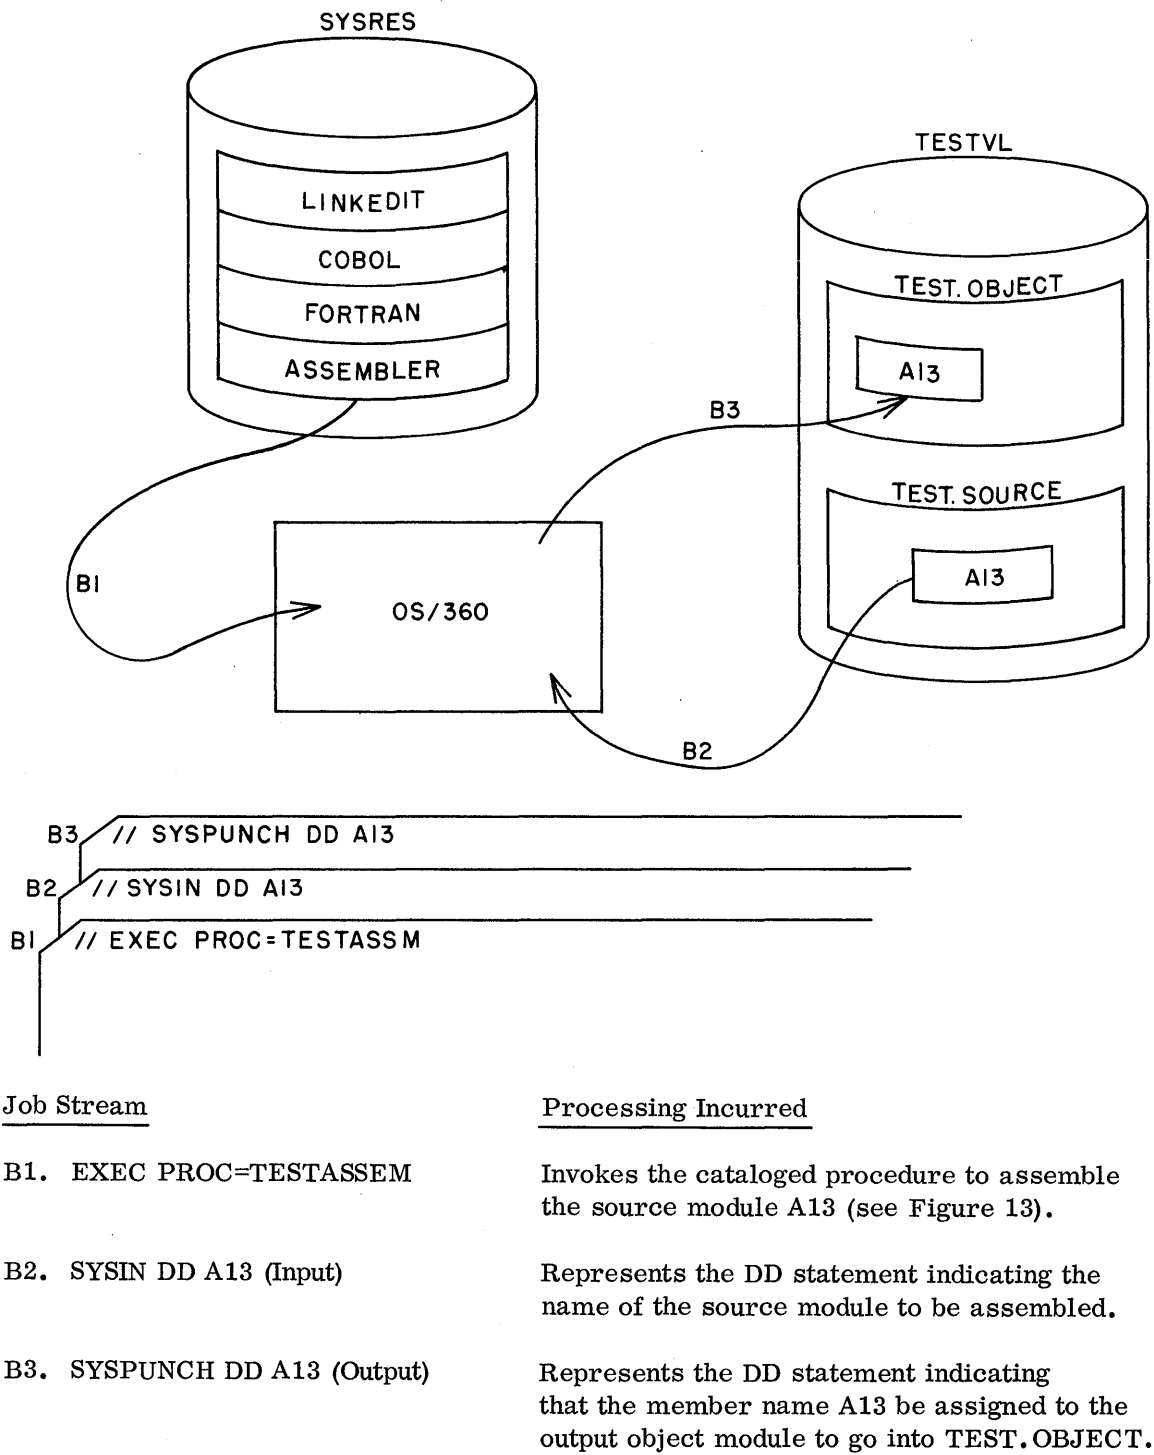 SYSRES
LINKEDIT
COBOL
FORTRAN
ASSEMBLER
TESTVL
TEST.OBJECT
A13
B3
TEST.SOURCE
A13
B1
OS/360
B2
B3 // SYSPUNCH DD A13
B2 // SYSIN DD A13
B1 // EXEC PROC=TESTASSM
Job Stream
Processing Incurred
B1. EXEC PROC=TESTASSEM
Invokes the cataloged procedure to assemble
the source module A13 (see Figure 13).
B2. SYSIN DD A13 (Input)
Represents the DD statement indicating the
name of the source module to be assembled.
B3. SYSPUNCH DD A13 (Output)
Represents the DD statement indicating
that the member name A13 be assigned to the
output object module to go into TEST.OBJECT.